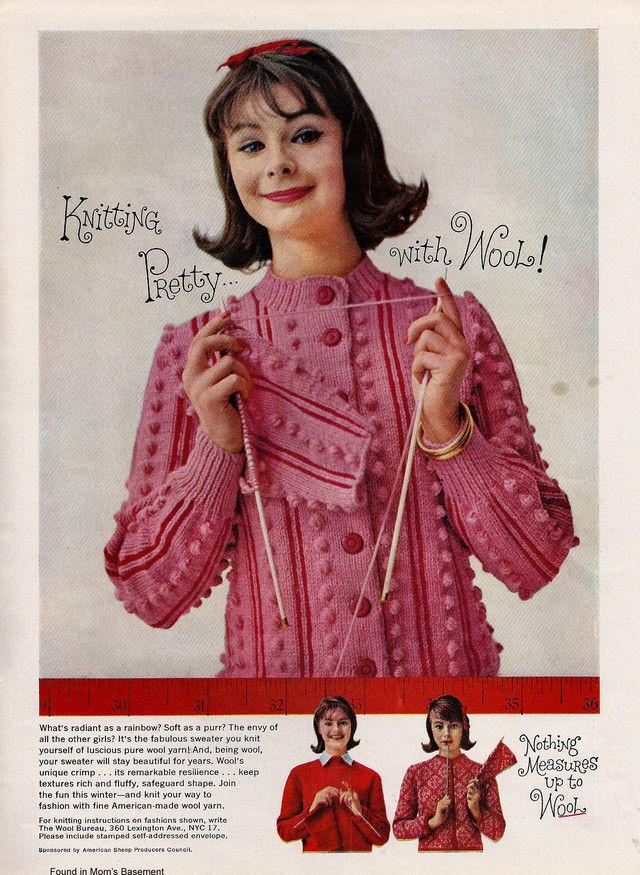 Knitting
Pretty...
with Wool!
30 31 32 33 34 35 36
What's radiant as a rainbow? Soft as a purr? The envy of
all the other girls? It's the fabulous sweater you knit
yourself of luscious pure wool yarn! And, being wool,
your sweater will stay beautiful for years. Wool's
unique crimp . . . its remarkable resilience . . . keep
textures rich and fluffy, safeguard shape. Join
the fun this winter—and knit your way to
fashion with fine American-made wool yarn.
For knitting instructions on fashions shown, write
The Wool Bureau, 360 Lexington Ave., NYC 17.
Please include stamped self-addressed envelope.
Sponsored by American Sheep Producers Council.
Nothing
Measures
up to
Wool
Found in Mom's Basement